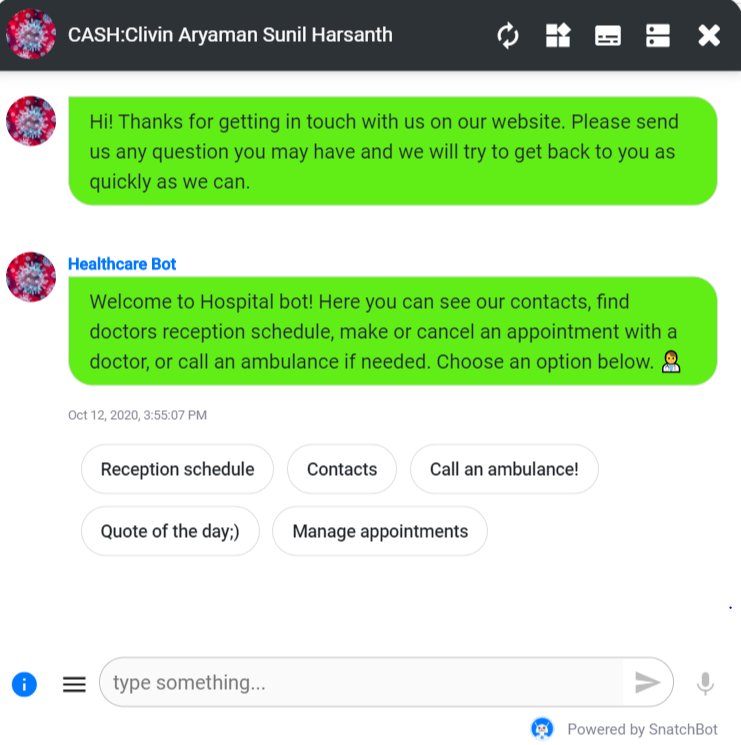 CASH:Clivin Aryaman Sunil Harsanth
Hi! Thanks for getting in touch with us on our website. Please send
us any question you may have and we will try to get back to you as
quickly as we can.
Healthcare Bot
Welcome to Hospital bot! Here you can see our contacts, find
doctors reception schedule, make or cancel an appointment with a
doctor, or call an ambulance if needed. Choose an option below. 👩‍⚕️
Oct 12, 2020, 3:55:07 PM
Reception schedule
Contacts
Call an ambulance!
Quote of the day;)
Manage appointments
type something...
Powered by SnatchBot